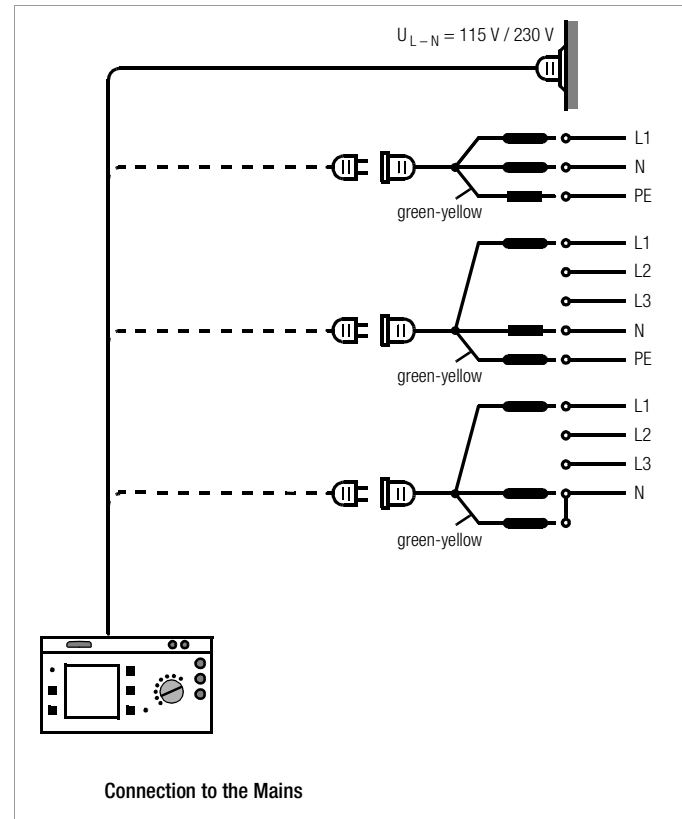 U L – N = 115 V / 230 V
L1
N
PE
green-yellow
L1
L2
L3
N
PE
green-yellow
L1
L2
L3
N
green-yellow
Connection to the Mains